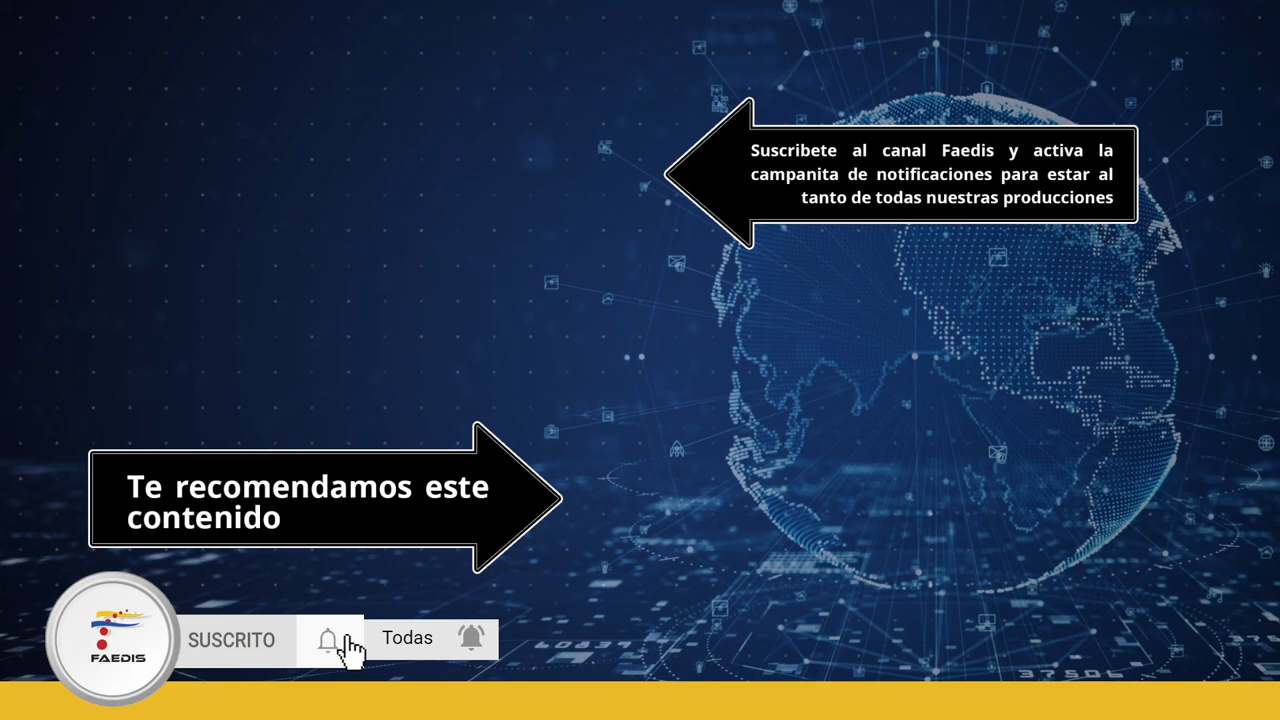 Suscribete al canal Faedis y activa la
campanita de notificaciones para estar al
tanto de todas nuestras producciones
Te recomendamos este
contenido
FAEDIS
SUSCRITO
Todas
37506